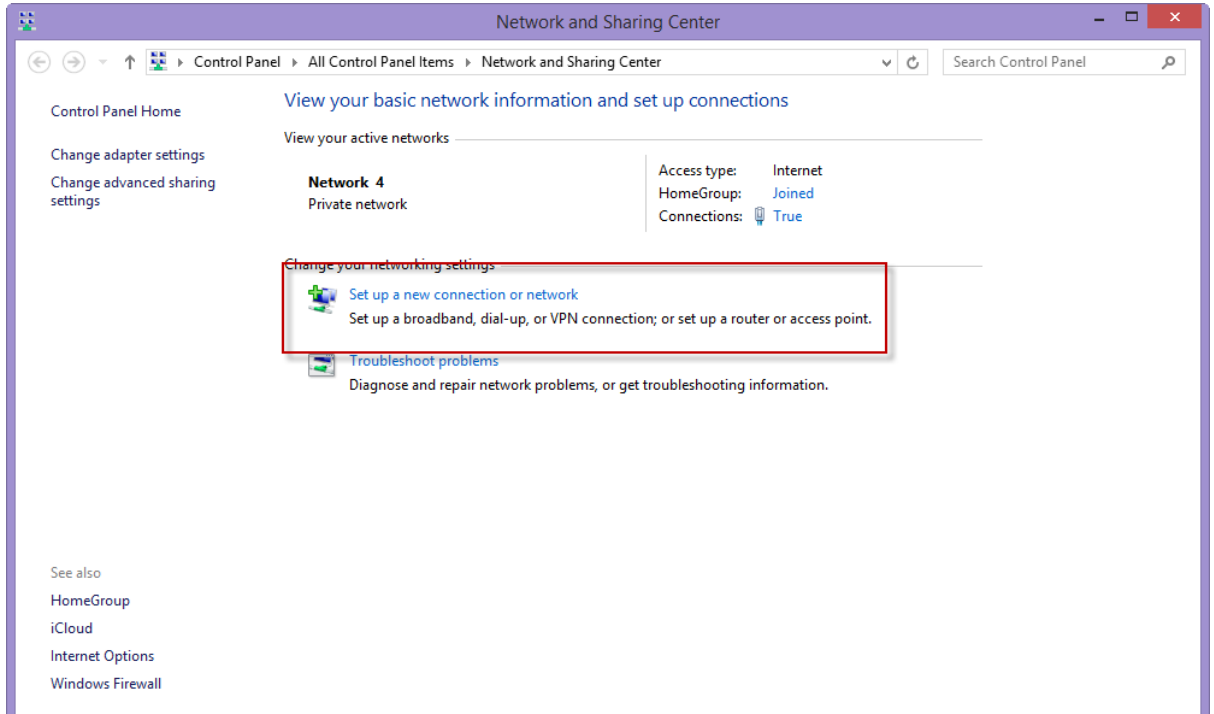 Network and Sharing Center
Control Panel ▸ All Control Panel Items ▸ Network and Sharing Center
Search Control Panel
Control Panel Home
Change adapter settings
Change advanced sharing
settings
View your basic network information and set up connections
View your active networks
Network 4
Private network
Access type: Internet
HomeGroup: Joined
Connections: True
Change your networking settings
Set up a new connection or network
Set up a broadband, dial-up, or VPN connection; or set up a router or access point.
Troubleshoot problems
Diagnose and repair network problems, or get troubleshooting information.
See also
HomeGroup
iCloud
Internet Options
Windows Firewall